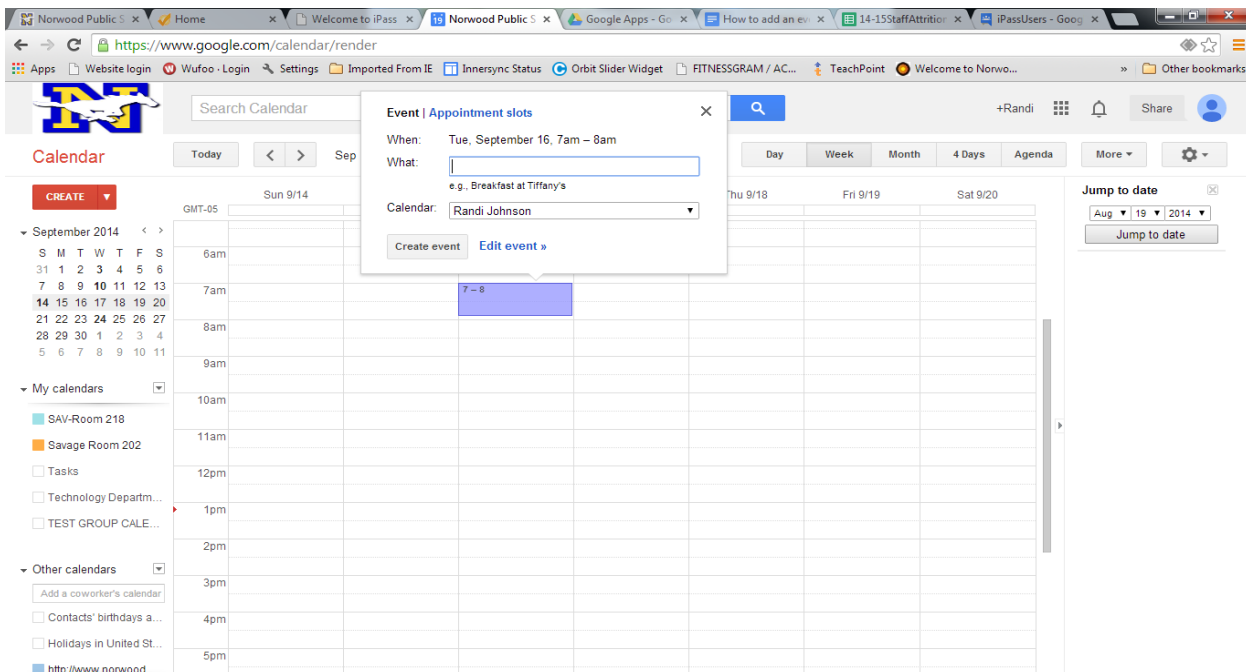 Norwood Public S
Home
Welcome to iPass
Norwood Public S
Google Apps - Go
How to add an ev
14-15StaffAttrition
iPassUsers - Goog
https://www.google.com/calendar/render
Apps
Website login
Wufoo · Login
Settings
Imported From IE
Innersync Status
Orbit Slider Widget
FITNESSGRAM / AC...
TeachPoint
Welcome to Norwo...
»
Other bookmarks
N
Search Calendar
+Randi
Share
Event | Appointment slots
When: Tue, September 16, 7am – 8am
What:
e.g., Breakfast at Tiffany's
Calendar: Randi Johnson
Create event Edit event »
Calendar
Today
Sep
Day
Week
Month
4 Days
Agenda
More
CREATE
GMT-05
Sun 9/14
Thu 9/18
Fri 9/19
Sat 9/20
Jump to date
Aug 19 2014
Jump to date
September 2014
S M T W T F S
31 1 2 3 4 5 6
7 8 9 10 11 12 13
14 15 16 17 18 19 20
21 22 23 24 25 26 27
28 29 30 1 2 3 4
5 6 7 8 9 10 11
My calendars
SAV-Room 218
Savage Room 202
Tasks
Technology Departm...
TEST GROUP CALE...
Other calendars
Add a coworker's calendar
Contacts' birthdays a...
Holidays in United St...
http://www.norwood
6am
7am
7 – 8
8am
9am
10am
11am
12pm
1pm
2pm
3pm
4pm
5pm